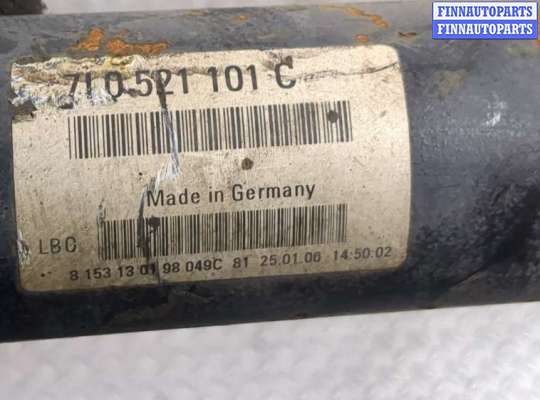 FINNAUTOPARTS
FINNAUTOPARTS
7L0 521 101 C
Made in Germany
LBC
8 153 13 01 98 049C 81 25.01.06 14:50:02